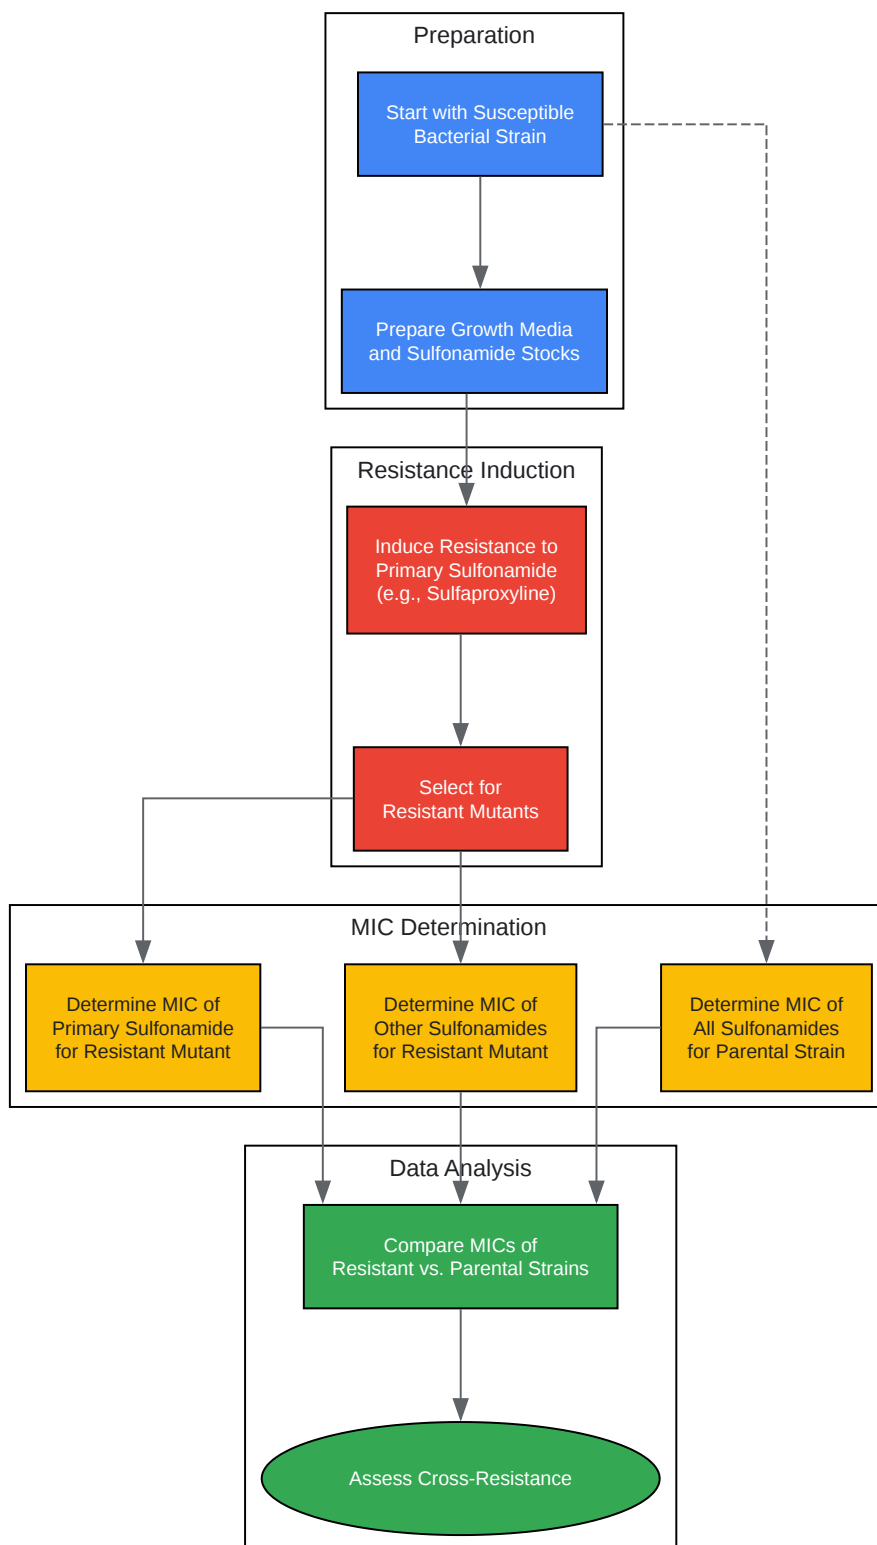 Preparation
Start with Susceptible
Bacterial Strain
Prepare Growth Media
and Sulfonamide Stocks
Resistance Induction
Induce Resistance to
Primary Sulfonamide
(e.g., Sulfaproxyline)
Select for
Resistant Mutants
MIC Determination
Determine MIC of
Primary Sulfonamide
for Resistant Mutant
Determine MIC of
Other Sulfonamides
for Resistant Mutant
Determine MIC of
All Sulfonamides
for Parental Strain
Data Analysis
Compare MICs of
Resistant vs. Parental Strains
Assess Cross-Resistance